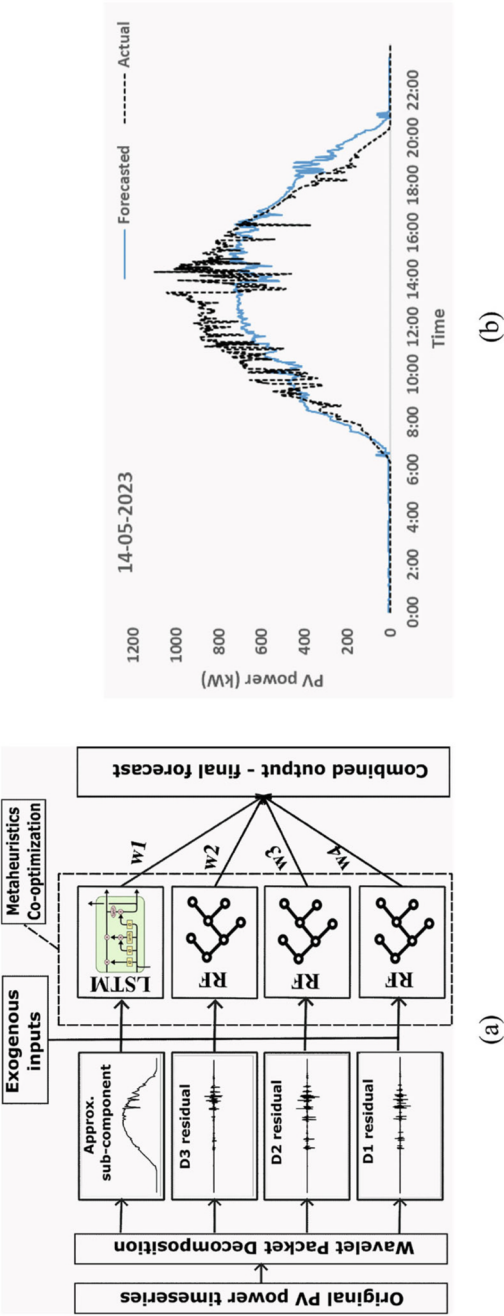 Original PV power timeseries
Wavelet Packet Decomposition
Approx.
sub-component
D3 residual
D2 residual
D1 residual
Exogenous
inputs
Metaheuristics
Co-optimization
LSTM
RF
RF
RF
w1
w2
w3
w4
Combined output - final forecast
(a)
14-05-2023
Forecasted
Actual
PV power (kW)
1200
1000
800
600
400
200
0
0:00 2:00 4:00 6:00 8:00 10:00 12:00 14:00 16:00 18:00 20:00 22:00
Time
(b)